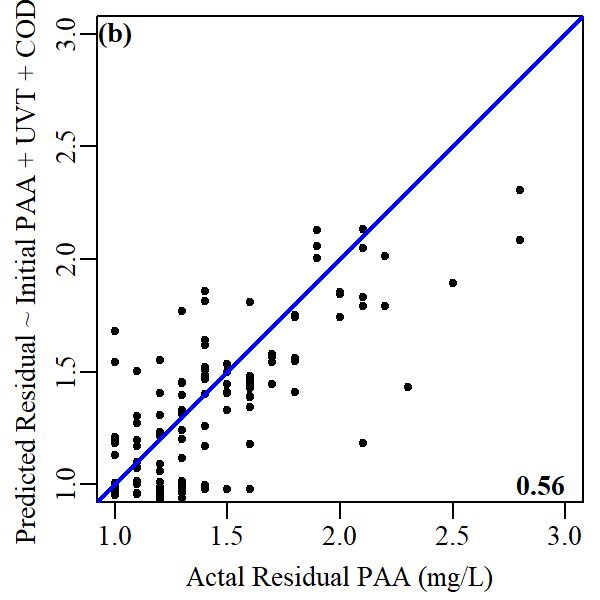 (b)
Predicted Residual ~ Initial PAA + UVT + COD
3.0
2.5
2.0
1.5
1.0
0.56
1.0 1.5 2.0 2.5 3.0
Actal Residual PAA (mg/L)